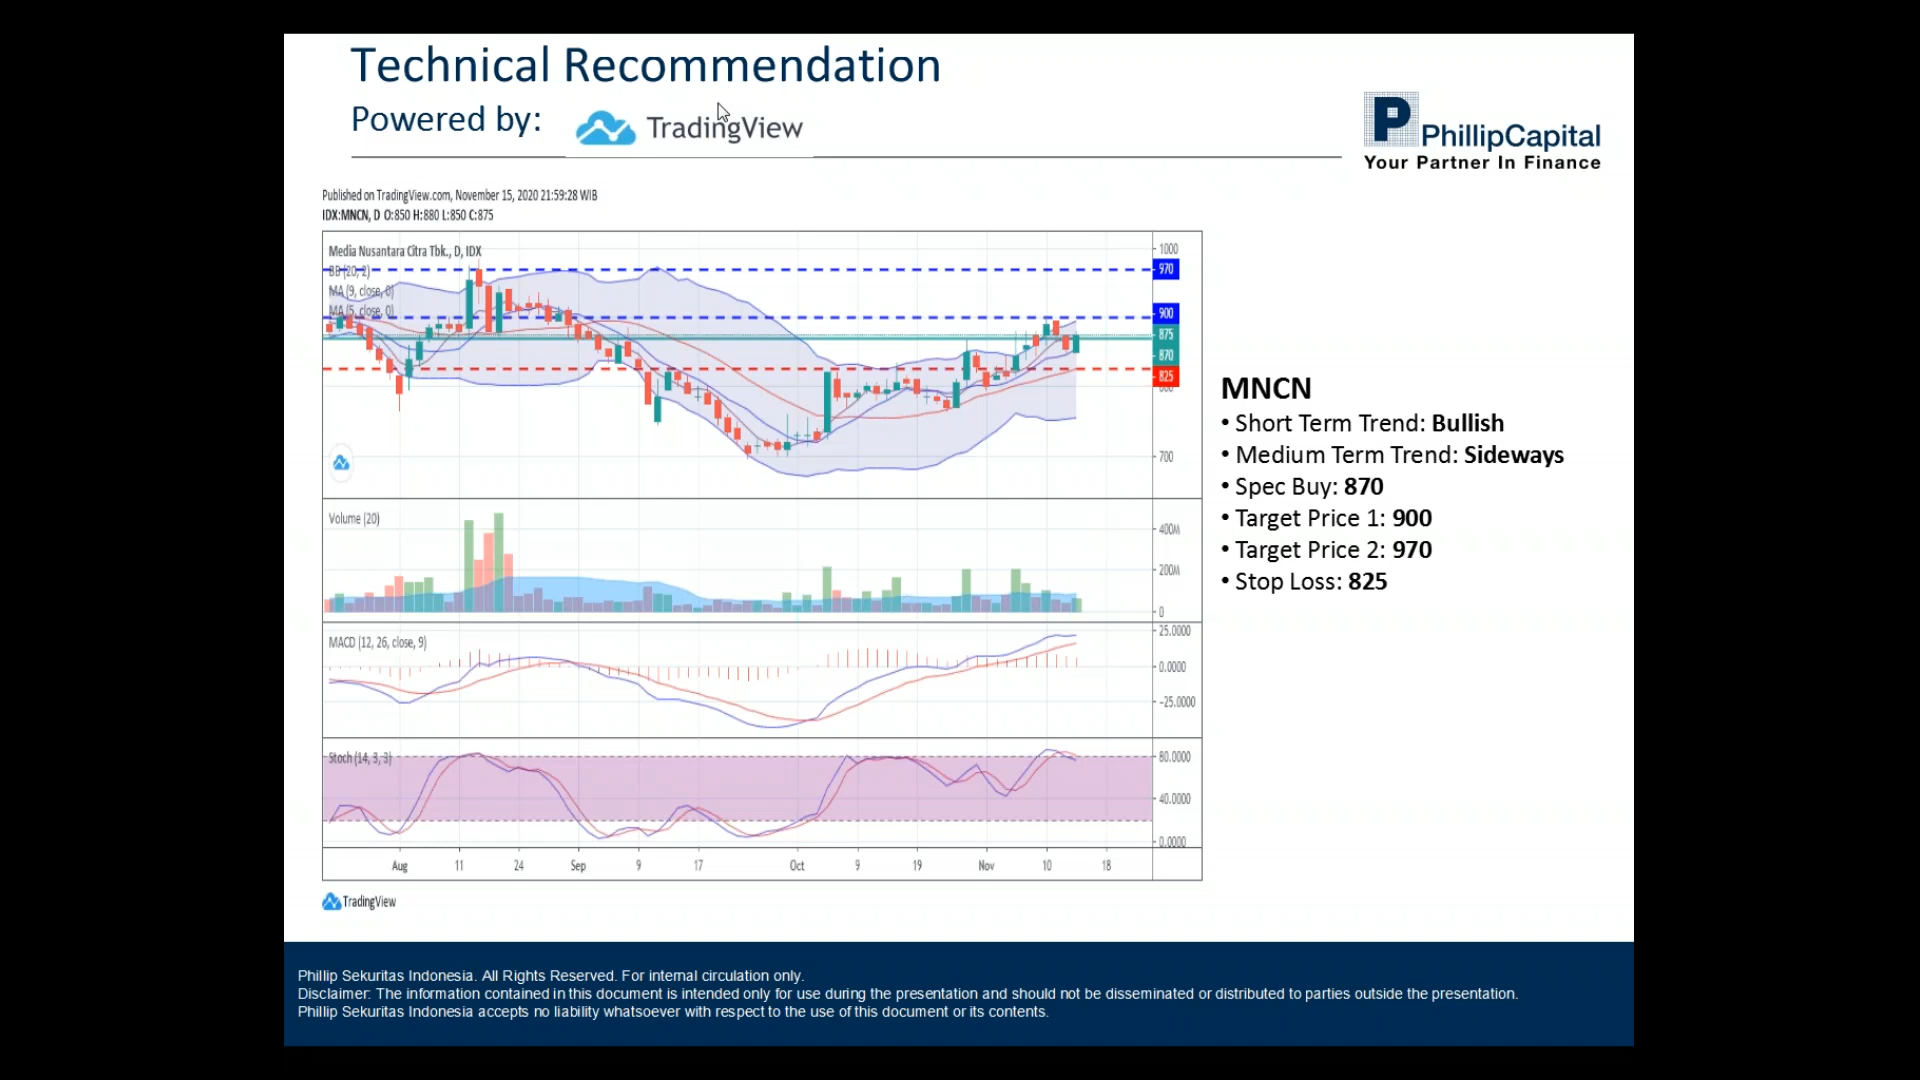 Technical Recommendation
Powered by:
TradingView
P
PhillipCapital
Your Partner In Finance
Published on TradingView.com, November 15, 2020 21:59:28 WIB
IDX:MNCN, D O:850 H:880 L:850 C:875
Media Nusantara Citra Tbk., D, IDX
BB (20, 2)
MA (9, close, 0)
MA (5, close, 0)
1000
970
900
875
870
825
800
700
Volume (20)
400M
200M
0
MACD (12, 26, close, 9)
25.0000
0.0000
-25.0000
Stoch (14, 3, 3)
80.0000
40.0000
0.0000
Aug 11 24 Sep 9 17 Oct 9 19 Nov 10 18
TradingView
MNCN
• Short Term Trend: Bullish
• Medium Term Trend: Sideways
• Spec Buy: 870
• Target Price 1: 900
• Target Price 2: 970
• Stop Loss: 825
Phillip Sekuritas Indonesia. All Rights Reserved. For internal circulation only.
Disclaimer: The information contained in this document is intended only for use during the presentation and should not be disseminated or distributed to parties outside the presentation.
Phillip Sekuritas Indonesia accepts no liability whatsoever with respect to the use of this document or its contents.